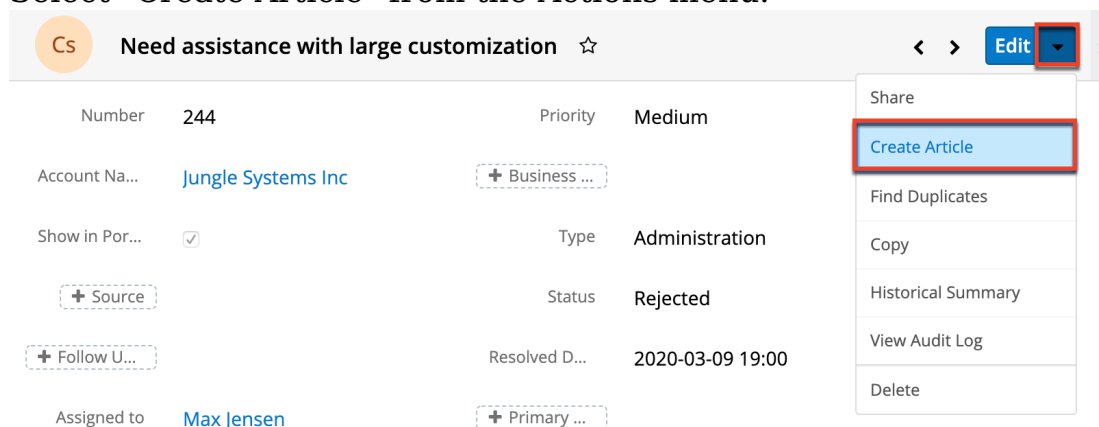 Select "Create Article" from the Actions menu.
Cs Need assistance with large customization Edit
Share
Number 244 Priority Medium
Create Article
Account Na... Jungle Systems Inc Business ...
Find Duplicates
Show in Por... Type Administration
Copy
Source Status Rejected
Historical Summary
View Audit Log
Follow U... Resolved D... 2020-03-09 19:00
Delete
Assigned to Max Jensen Primary ...